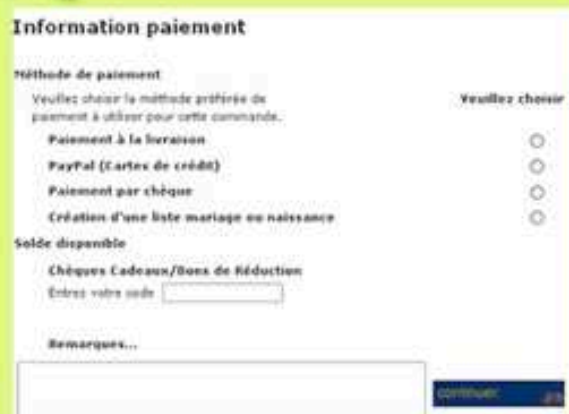 Information paiement
Méthode de paiement
Veuillez choisir la méthode préférée de
paiement à utiliser pour cette commande.
Veuillez choisir
Paiement à la livraison
PayPal (Cartes de crédit)
Paiement par chèque
Création d'une liste mariage ou naissance
Solde disponible
Chèques Cadeaux/Bons de Réduction
Entrez votre code
Remarques...
continuer